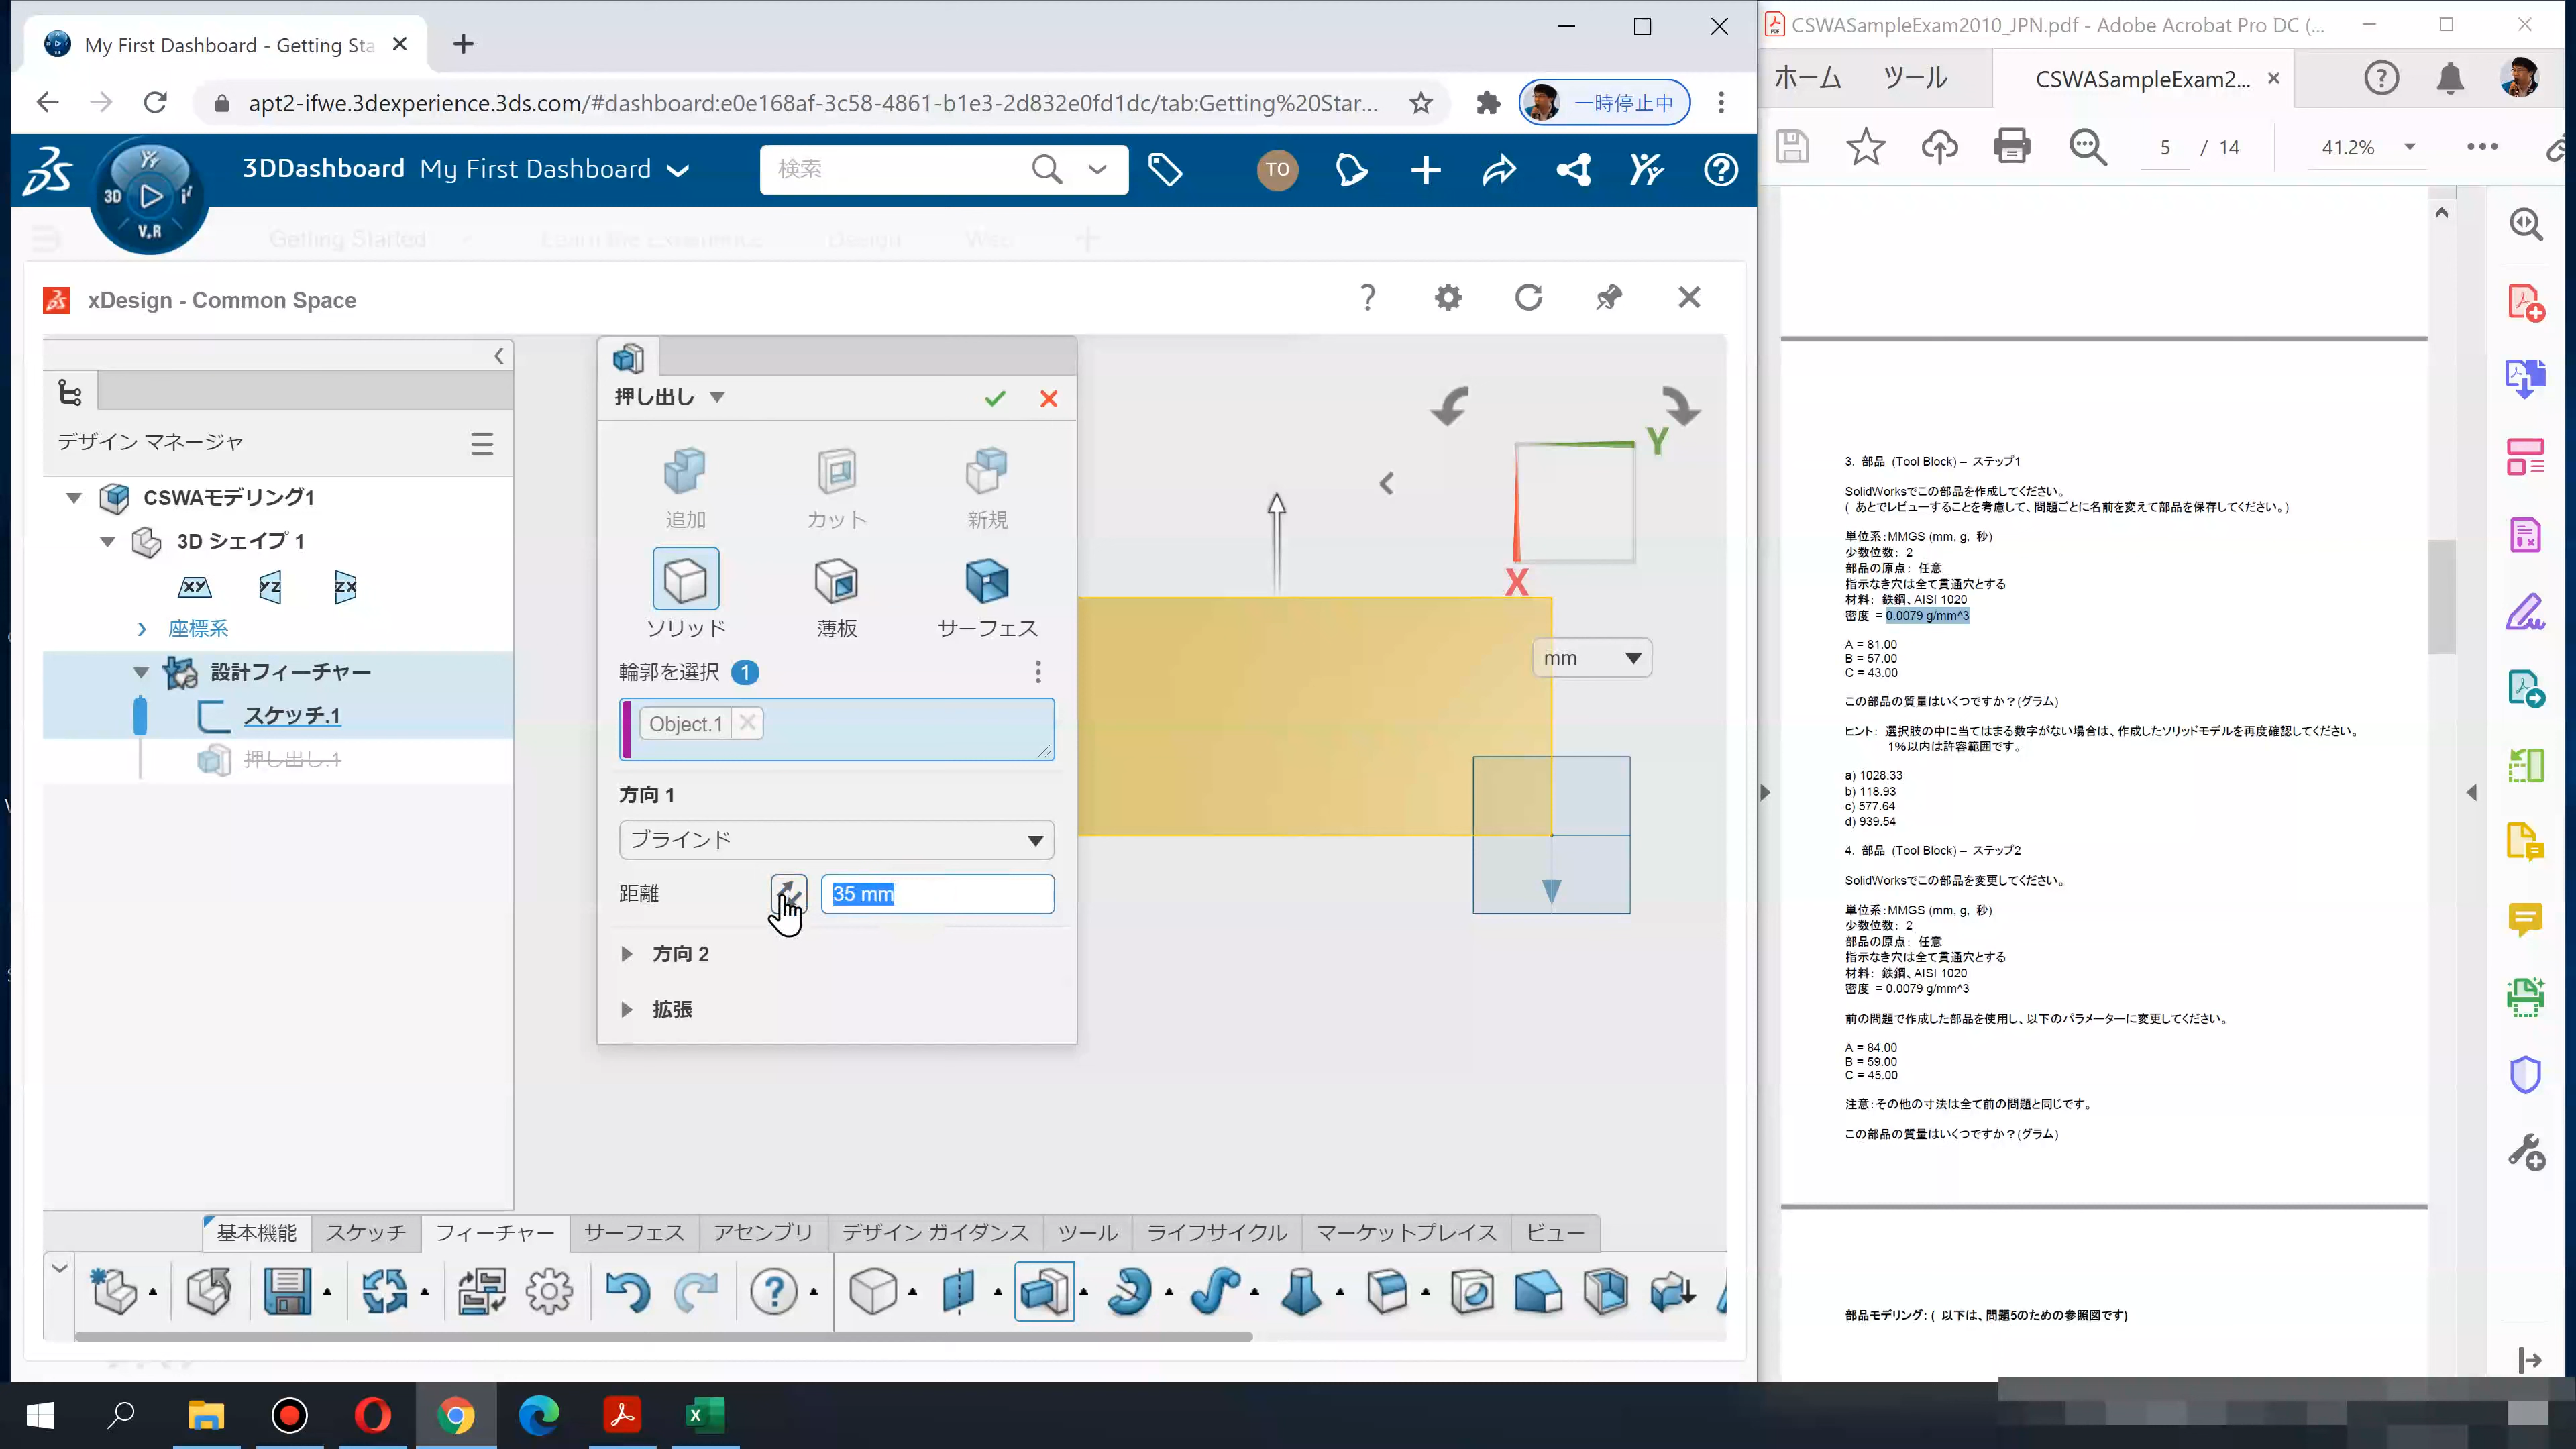 My First Dashboard - Getting Sta
apt2-ifwe.3dexperience.3ds.com/#dashboard:e0e168af-3c58-4861-b1e3-2d832e0fd1dc/tab:Getting%20Star...
一時停止中
3DDashboard My First Dashboard
検索
TO
3D
V.R
Getting Started
Design
xDesign - Common Space
デザイン マネージャ
CSWAモデリング1
3D シェイプ 1
XY YZ ZX
座標系
設計フィーチャー
スケッチ.1
押し出し.1
押し出し
追加 カット 新規
ソリッド 薄板 サーフェス
輪郭を選択 1
Object.1
方向 1
ブラインド
距離 35 mm
方向 2
拡張
Y
X
mm
基本機能 スケッチ フィーチャー サーフェス アセンブリ デザイン ガイダンス ツール ライフサイクル マーケットプレイス ビュー
CSWASampleExam2010_JPN.pdf - Adobe Acrobat Pro DC (...
ホーム ツール CSWASampleExam2...
5 / 14 41.2%
3. 部品 (Tool Block) – ステップ1
SolidWorksでこの部品を作成してください。
( あとでレビューすることを考慮して、問題ごとに名前を変えて部品を保存してください。)
単位系:MMGS (mm, g, 秒)
少数位数: 2
部品の原点: 任意
指示なき穴は全て貫通穴とする
材料: 鉄鋼、AISI 1020
密度 = 0.0079 g/mm^3
A = 81.00
B = 57.00
C = 43.00
この部品の質量はいくつですか?(グラム)
ヒント: 選択肢の中に当てはまる数字がない場合は、作成したソリッドモデルを再度確認してください。
1%以内は許容範囲です。
a) 1028.33
b) 118.93
c) 577.64
d) 939.54
4. 部品 (Tool Block) – ステップ2
SolidWorksでこの部品を変更してください。
単位系:MMGS (mm, g, 秒)
少数位数: 2
部品の原点: 任意
指示なき穴は全て貫通穴とする
材料: 鉄鋼、AISI 1020
密度 = 0.0079 g/mm^3
前の問題で作成した部品を使用し、以下のパラメーターに変更してください。
A = 84.00
B = 59.00
C = 45.00
注意:その他の寸法は全て前の問題と同じです。
この部品の質量はいくつですか?(グラム)
部品モデリング: ( 以下は、問題5のための参照図です)